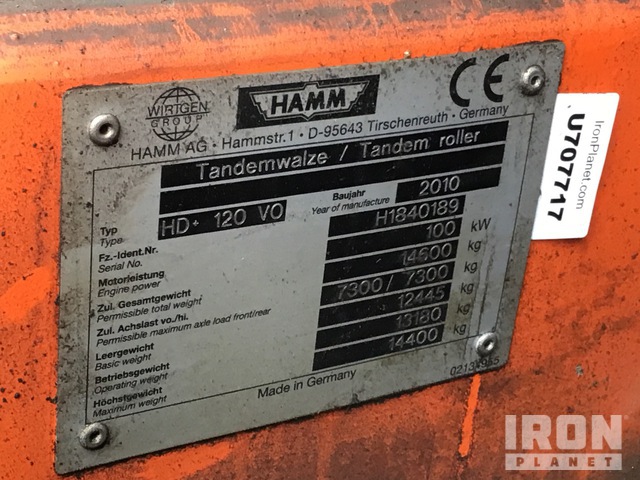 WIRTGEN
GROUP
HAMM
CE
HAMM AG · Hammstr.1 · D-95643 Tirschenreuth · Germany
Tandemwalze / Tandem roller
Typ
Type
HD+ 120 VO
Baujahr
Year of manufacture
2010
Fz.-Ident.Nr.
Serial No.
H1840189
Motorleistung
Engine power
100 kW
Zul. Gesamtgewicht
Permissible total weight
14600 kg
Zul. Achslast vo./hi.
Permissible maximum axle load front/rear
7300 / 7300 kg
Leergewicht
Basic weight
12445 kg
Betriebsgewicht
Operating weight
13180 kg
Höchstgewicht
Maximum weight
14400 kg
Made in Germany
IronPlanet.com
U707717
IRON
PLANET